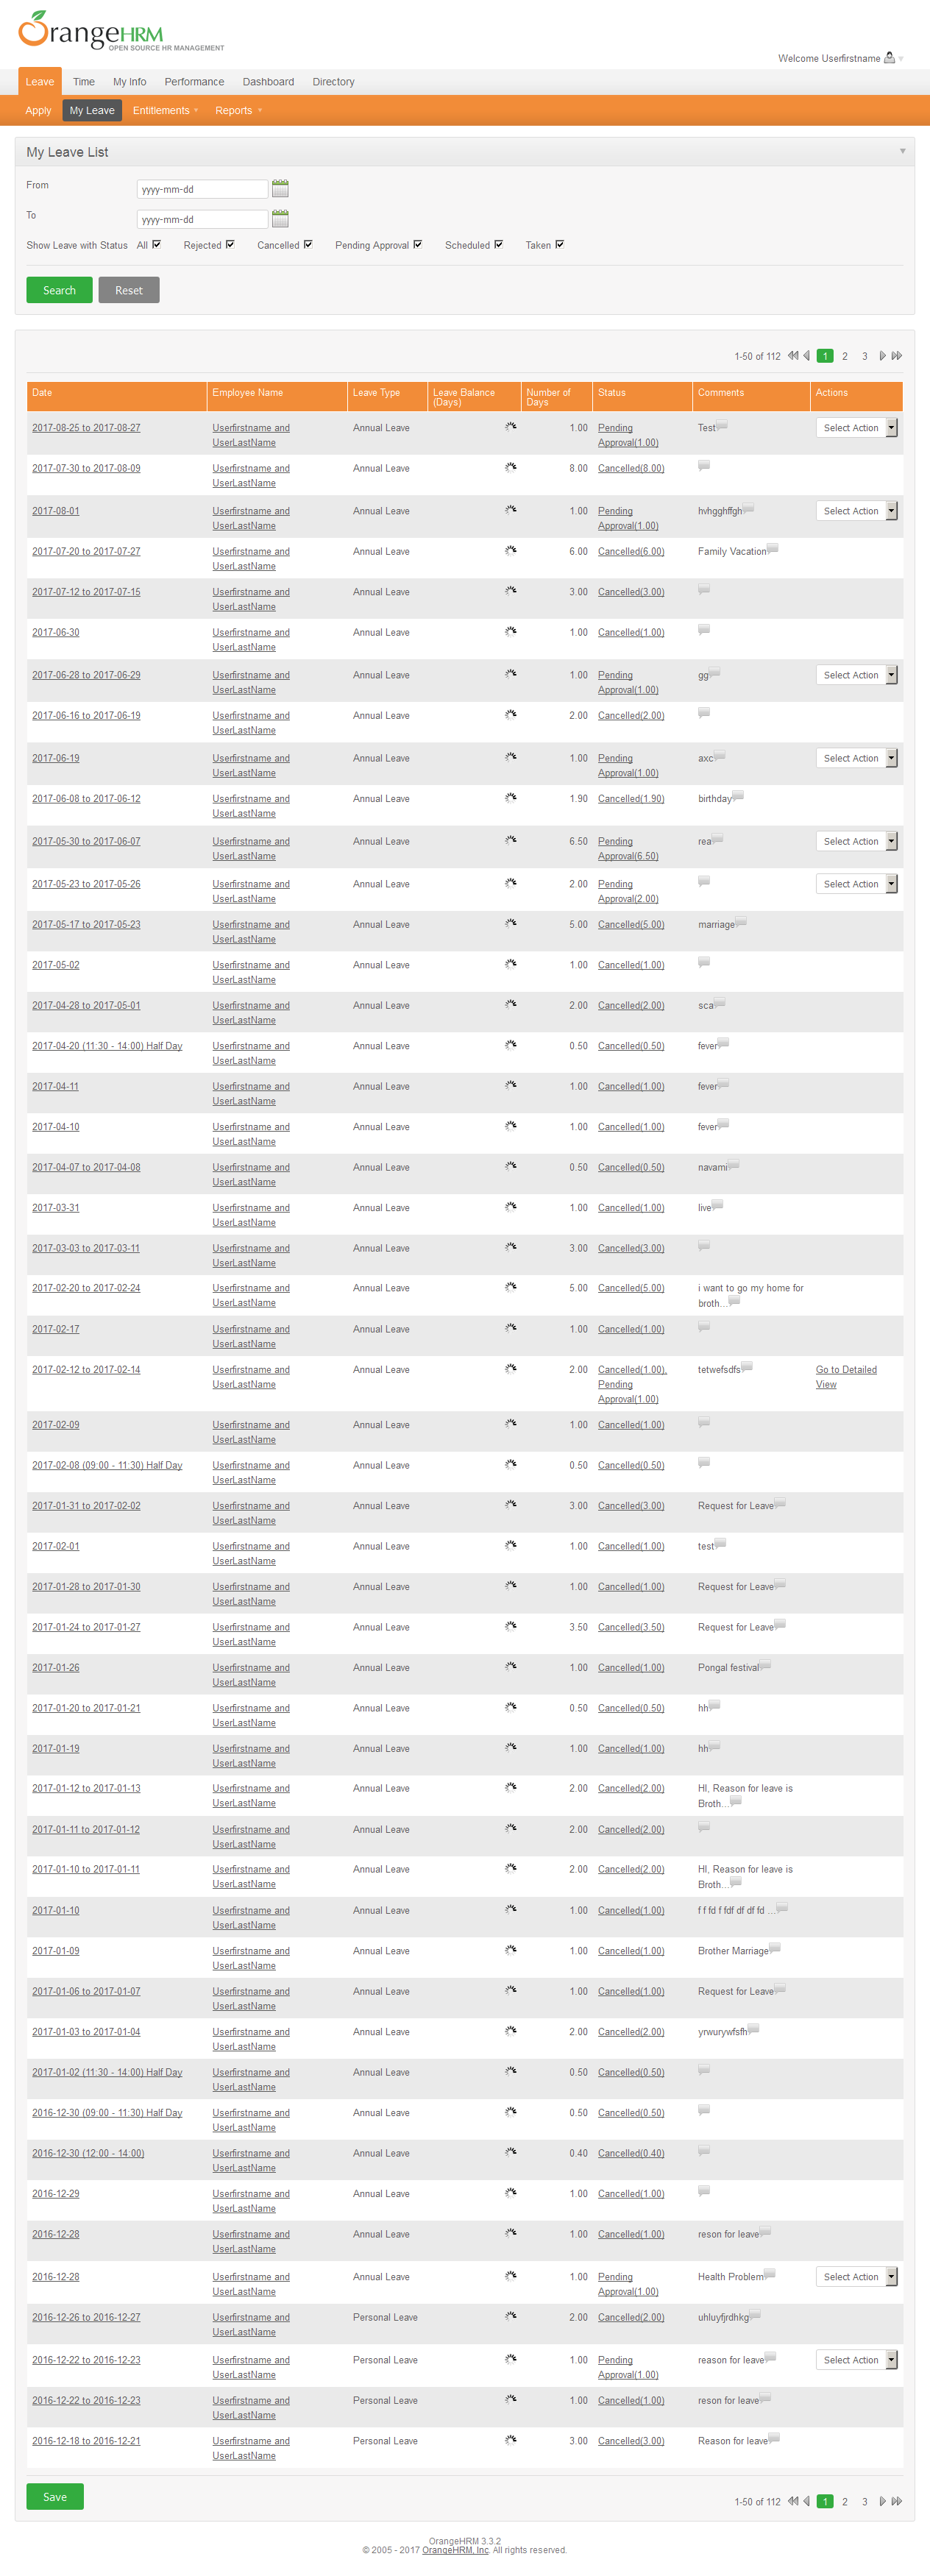 OrangeHRM
OPEN SOURCE HR MANAGEMENT
Welcome Userfirstname
Leave Time My Info Performance Dashboard Directory
Apply My Leave Entitlements Reports
My Leave List
From yyyy-mm-dd
To yyyy-mm-dd
Show Leave with Status All Rejected Cancelled Pending Approval Scheduled Taken
Search Reset
1-50 of 112 1 2 3
Date Employee Name Leave Type Leave Balance Number of Status Comments Actions
(Days) Days
2017-08-25 to 2017-08-27 Userfirstname and Annual Leave 1.00 Pending Test Select Action
UserLastName Approval(1.00)
2017-07-30 to 2017-08-09 Userfirstname and Annual Leave 8.00 Cancelled(8.00)
UserLastName
2017-08-01 Userfirstname and Annual Leave 1.00 Pending hvhgghffgh Select Action
UserLastName Approval(1.00)
2017-07-20 to 2017-07-27 Userfirstname and Annual Leave 6.00 Cancelled(6.00) Family Vacation
UserLastName
2017-07-12 to 2017-07-15 Userfirstname and Annual Leave 3.00 Cancelled(3.00)
UserLastName
2017-06-30 Userfirstname and Annual Leave 1.00 Cancelled(1.00)
UserLastName
2017-06-28 to 2017-06-29 Userfirstname and Annual Leave 1.00 Pending gg Select Action
UserLastName Approval(1.00)
2017-06-16 to 2017-06-19 Userfirstname and Annual Leave 2.00 Cancelled(2.00)
UserLastName
2017-06-19 Userfirstname and Annual Leave 1.00 Pending axc Select Action
UserLastName Approval(1.00)
2017-06-08 to 2017-06-12 Userfirstname and Annual Leave 1.90 Cancelled(1.90) birthday
UserLastName
2017-05-30 to 2017-06-07 Userfirstname and Annual Leave 6.50 Pending rea Select Action
UserLastName Approval(6.50)
2017-05-23 to 2017-05-26 Userfirstname and Annual Leave 2.00 Pending Select Action
UserLastName Approval(2.00)
2017-05-17 to 2017-05-23 Userfirstname and Annual Leave 5.00 Cancelled(5.00) marriage
UserLastName
2017-05-02 Userfirstname and Annual Leave 1.00 Cancelled(1.00)
UserLastName
2017-04-28 to 2017-05-01 Userfirstname and Annual Leave 2.00 Cancelled(2.00) sca
UserLastName
2017-04-20 (11:30 - 14:00) Half Day Userfirstname and Annual Leave 0.50 Cancelled(0.50) fever
UserLastName
2017-04-11 Userfirstname and Annual Leave 1.00 Cancelled(1.00) fever
UserLastName
2017-04-10 Userfirstname and Annual Leave 1.00 Cancelled(1.00) fever
UserLastName
2017-04-07 to 2017-04-08 Userfirstname and Annual Leave 0.50 Cancelled(0.50) navami
UserLastName
2017-03-31 Userfirstname and Annual Leave 1.00 Cancelled(1.00) live
UserLastName
2017-03-03 to 2017-03-11 Userfirstname and Annual Leave 3.00 Cancelled(3.00)
UserLastName
2017-02-20 to 2017-02-24 Userfirstname and Annual Leave 5.00 Cancelled(5.00) i want to go my home for
UserLastName broth...
2017-02-17 Userfirstname and Annual Leave 1.00 Cancelled(1.00)
UserLastName
2017-02-12 to 2017-02-14 Userfirstname and Annual Leave 2.00 Cancelled(1.00), tetwefsdfs Go to Detailed
UserLastName Pending View
Approval(1.00)
2017-02-09 Userfirstname and Annual Leave 1.00 Cancelled(1.00)
UserLastName
2017-02-08 (09:00 - 11:30) Half Day Userfirstname and Annual Leave 0.50 Cancelled(0.50)
UserLastName
2017-01-31 to 2017-02-02 Userfirstname and Annual Leave 3.00 Cancelled(3.00) Request for Leave
UserLastName
2017-02-01 Userfirstname and Annual Leave 1.00 Cancelled(1.00) test
UserLastName
2017-01-28 to 2017-01-30 Userfirstname and Annual Leave 1.00 Cancelled(1.00) Request for Leave
UserLastName
2017-01-24 to 2017-01-27 Userfirstname and Annual Leave 3.50 Cancelled(3.50) Request for Leave
UserLastName
2017-01-26 Userfirstname and Annual Leave 1.00 Cancelled(1.00) Pongal festival
UserLastName
2017-01-20 to 2017-01-21 Userfirstname and Annual Leave 0.50 Cancelled(0.50) hh
UserLastName
2017-01-19 Userfirstname and Annual Leave 1.00 Cancelled(1.00) hh
UserLastName
2017-01-12 to 2017-01-13 Userfirstname and Annual Leave 2.00 Cancelled(2.00) HI, Reason for leave is
UserLastName Broth...
2017-01-11 to 2017-01-12 Userfirstname and Annual Leave 2.00 Cancelled(2.00)
UserLastName
2017-01-10 to 2017-01-11 Userfirstname and Annual Leave 2.00 Cancelled(2.00) HI, Reason for leave is
UserLastName Broth...
2017-01-10 Userfirstname and Annual Leave 1.00 Cancelled(1.00) f f fd f fdf df df fd ...
UserLastName
2017-01-09 Userfirstname and Annual Leave 1.00 Cancelled(1.00) Brother Marriage
UserLastName
2017-01-06 to 2017-01-07 Userfirstname and Annual Leave 1.00 Cancelled(1.00) Request for Leave
UserLastName
2017-01-03 to 2017-01-04 Userfirstname and Annual Leave 2.00 Cancelled(2.00) yrwurywfsfh
UserLastName
2017-01-02 (11:30 - 14:00) Half Day Userfirstname and Annual Leave 0.50 Cancelled(0.50)
UserLastName
2016-12-30 (09:00 - 11:30) Half Day Userfirstname and Annual Leave 0.50 Cancelled(0.50)
UserLastName
2016-12-30 (12:00 - 14:00) Userfirstname and Annual Leave 0.40 Cancelled(0.40)
UserLastName
2016-12-29 Userfirstname and Annual Leave 1.00 Cancelled(1.00)
UserLastName
2016-12-28 Userfirstname and Annual Leave 1.00 Cancelled(1.00) reson for leave
UserLastName
2016-12-28 Userfirstname and Annual Leave 1.00 Pending Health Problem Select Action
UserLastName Approval(1.00)
2016-12-26 to 2016-12-27 Userfirstname and Personal Leave 2.00 Cancelled(2.00) uhluyfjrdhkg
UserLastName
2016-12-22 to 2016-12-23 Userfirstname and Personal Leave 1.00 Pending reason for leave Select Action
UserLastName Approval(1.00)
2016-12-22 to 2016-12-23 Userfirstname and Personal Leave 1.00 Cancelled(1.00) reson for leave
UserLastName
2016-12-18 to 2016-12-21 Userfirstname and Personal Leave 3.00 Cancelled(3.00) Reason for leave
UserLastName
Save 1-50 of 112 1 2 3
OrangeHRM 3.3.2
© 2005 - 2017 OrangeHRM, Inc. All rights reserved.